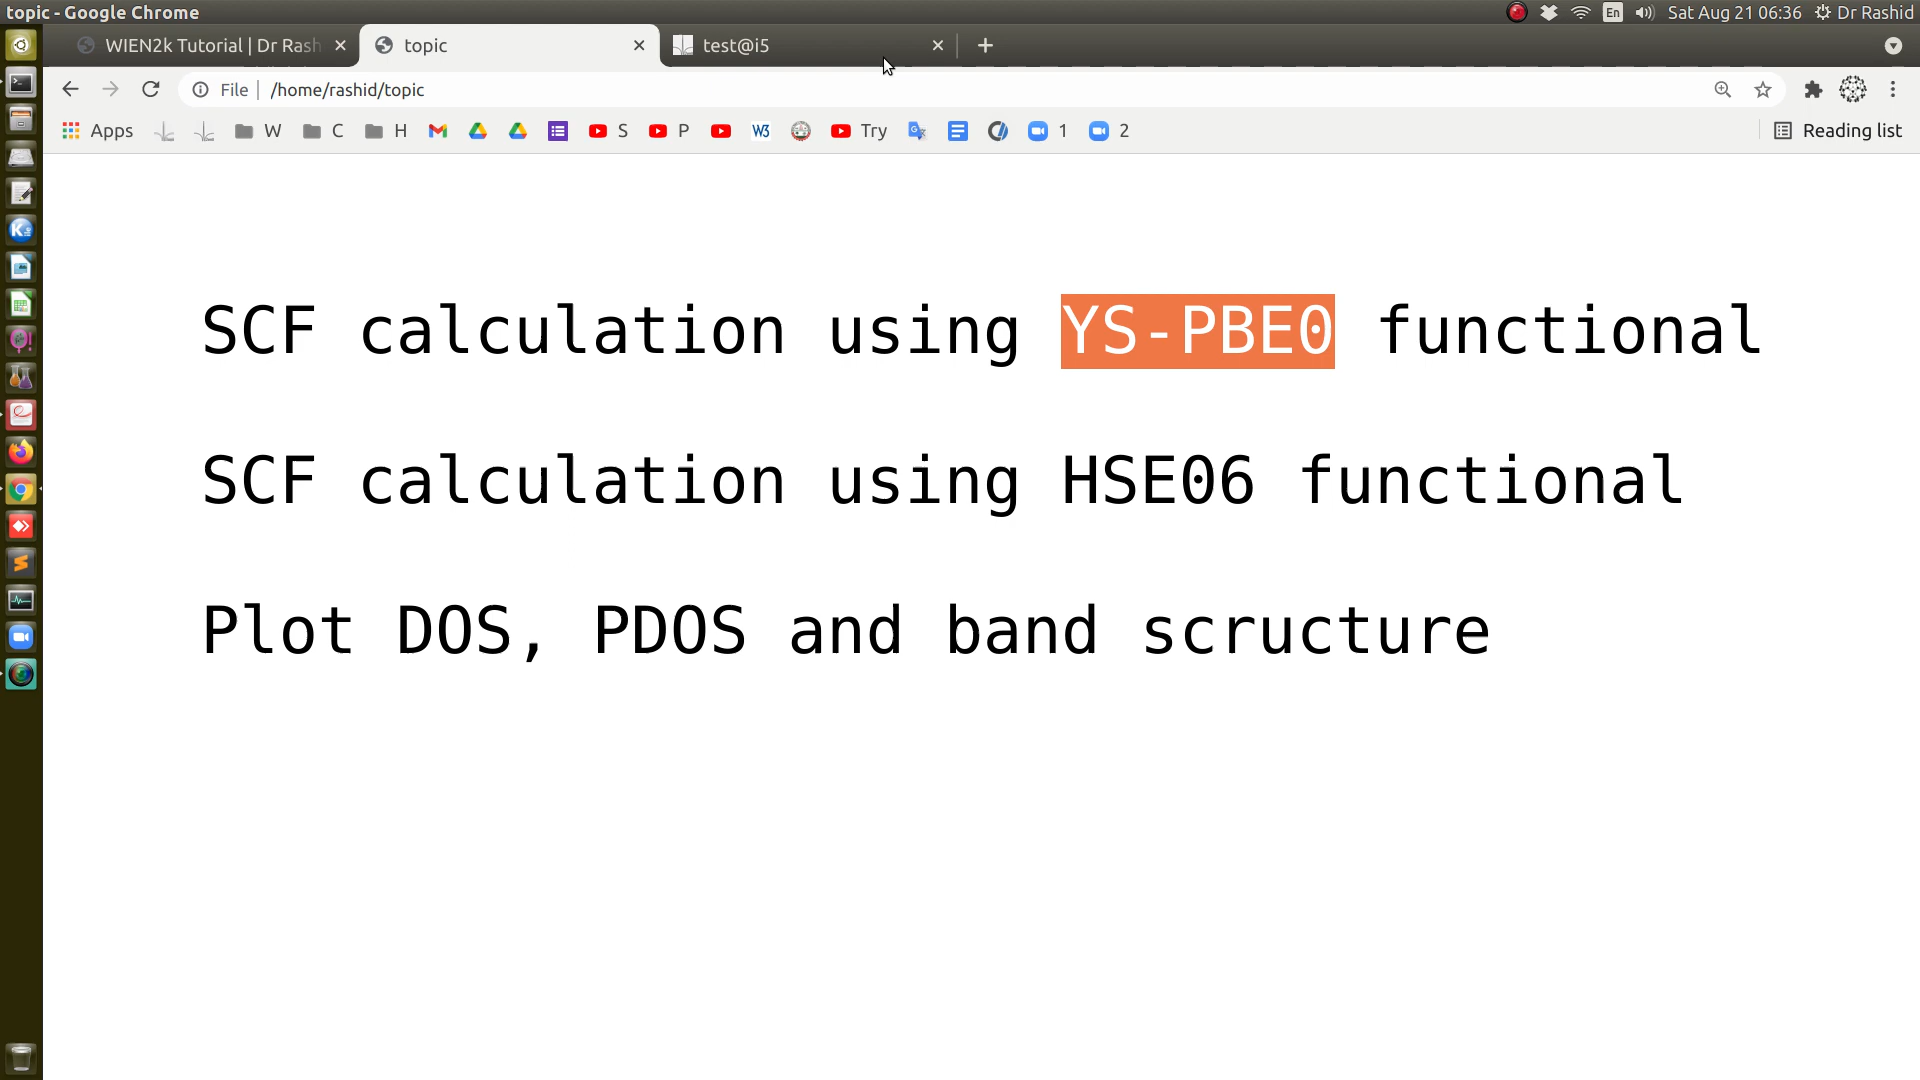 topic - Google Chrome
En
Sat Aug 21 06:36
Dr Rashid
WIEN2k Tutorial | Dr Rash
topic
test@i5
File
/home/rashid/topic
Apps
W
C
H
S
P
W3
Try
1
2
Reading list
SCF calculation using YS-PBE0 functional
SCF calculation using HSE06 functional
Plot DOS, PDOS and band scructure